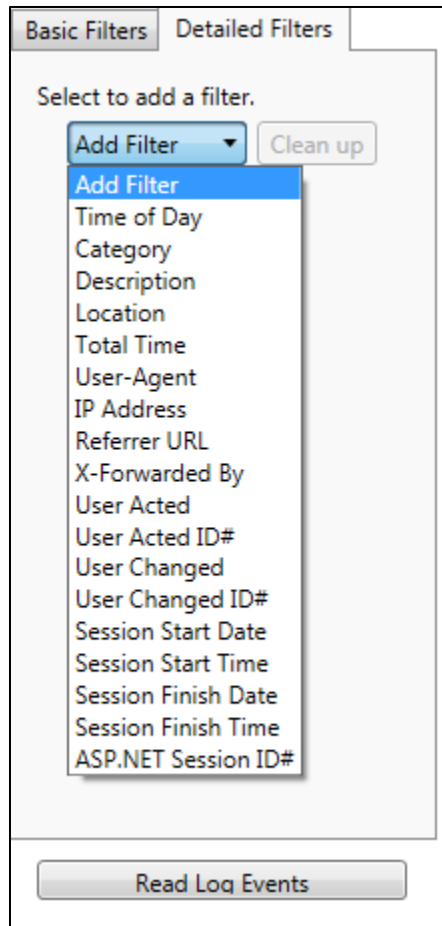 Basic Filters Detailed Filters
Select to add a filter.
Add Filter Clean up
Add Filter
Time of Day
Category
Description
Location
Total Time
User-Agent
IP Address
Referrer URL
X-Forwarded By
User Acted
User Acted ID#
User Changed
User Changed ID#
Session Start Date
Session Start Time
Session Finish Date
Session Finish Time
ASP.NET Session ID#
Read Log Events